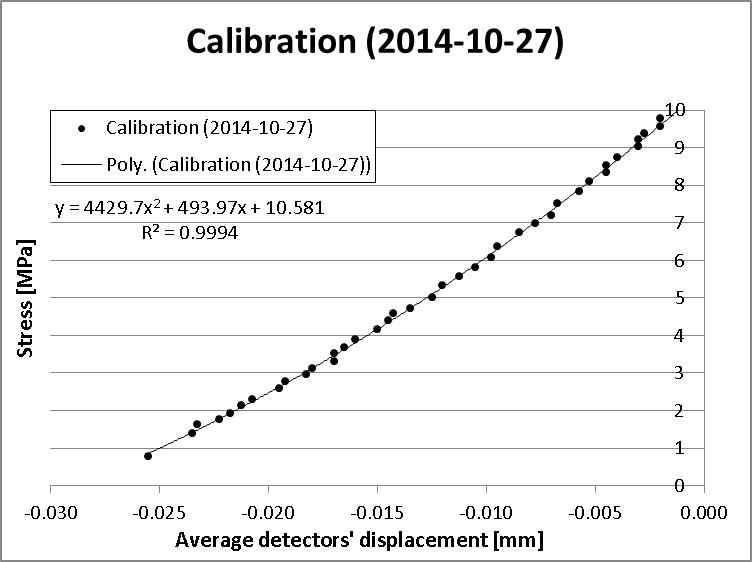 Calibration (2014-10-27)
Calibration (2014-10-27)
Poly. (Calibration (2014-10-27))
y = 4429.7x² + 493.97x + 10.581
R² = 0.9994
Stress [MPa]
10
9
8
7
6
5
4
3
2
1
0
-0.030 -0.025 -0.020 -0.015 -0.010 -0.005 0.000
Average detectors' displacement [mm]